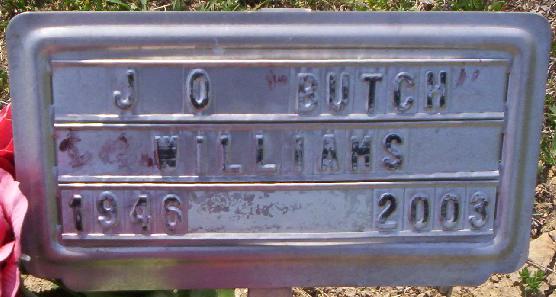 J O "BUTCH"
WILLIAMS
1946 2003